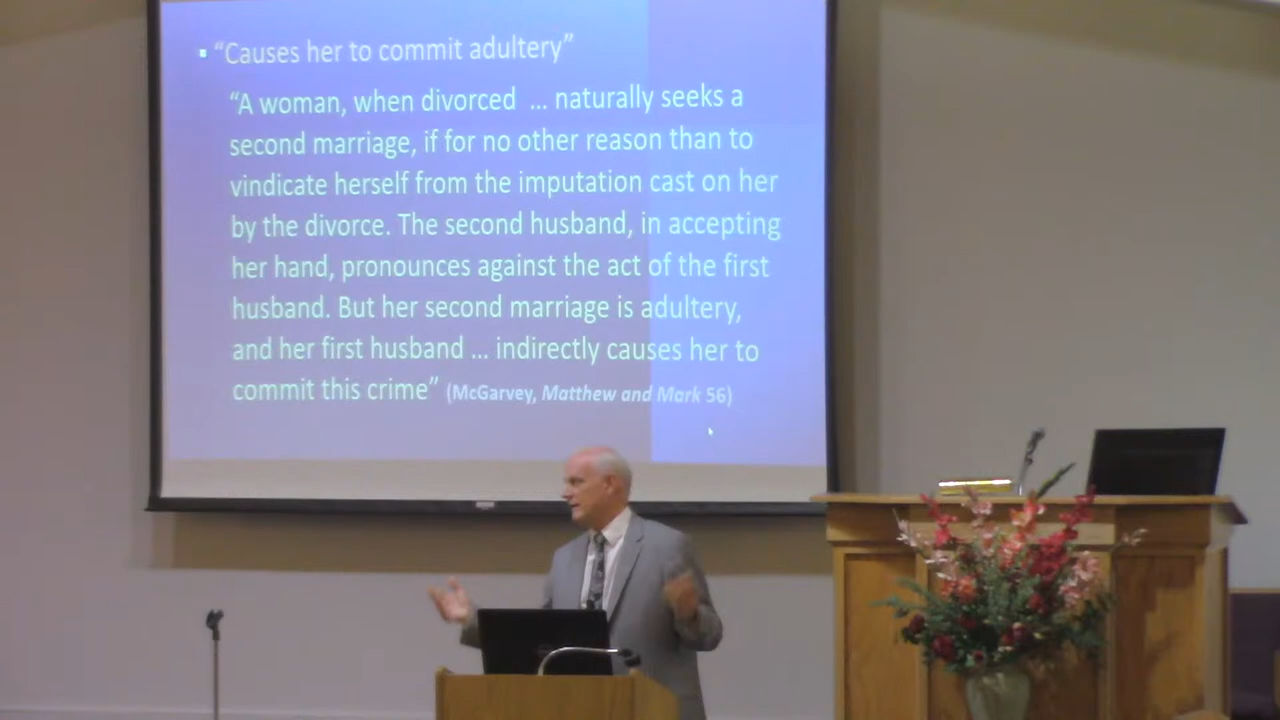 ▪ “Causes her to commit adultery”
“A woman, when divorced ... naturally seeks a
second marriage, if for no other reason than to
vindicate herself from the imputation cast on her
by the divorce. The second husband, in accepting
her hand, pronounces against the act of the first
husband. But her second marriage is adultery,
and her first husband ... indirectly causes her to
commit this crime” (McGarvey, Matthew and Mark 56)